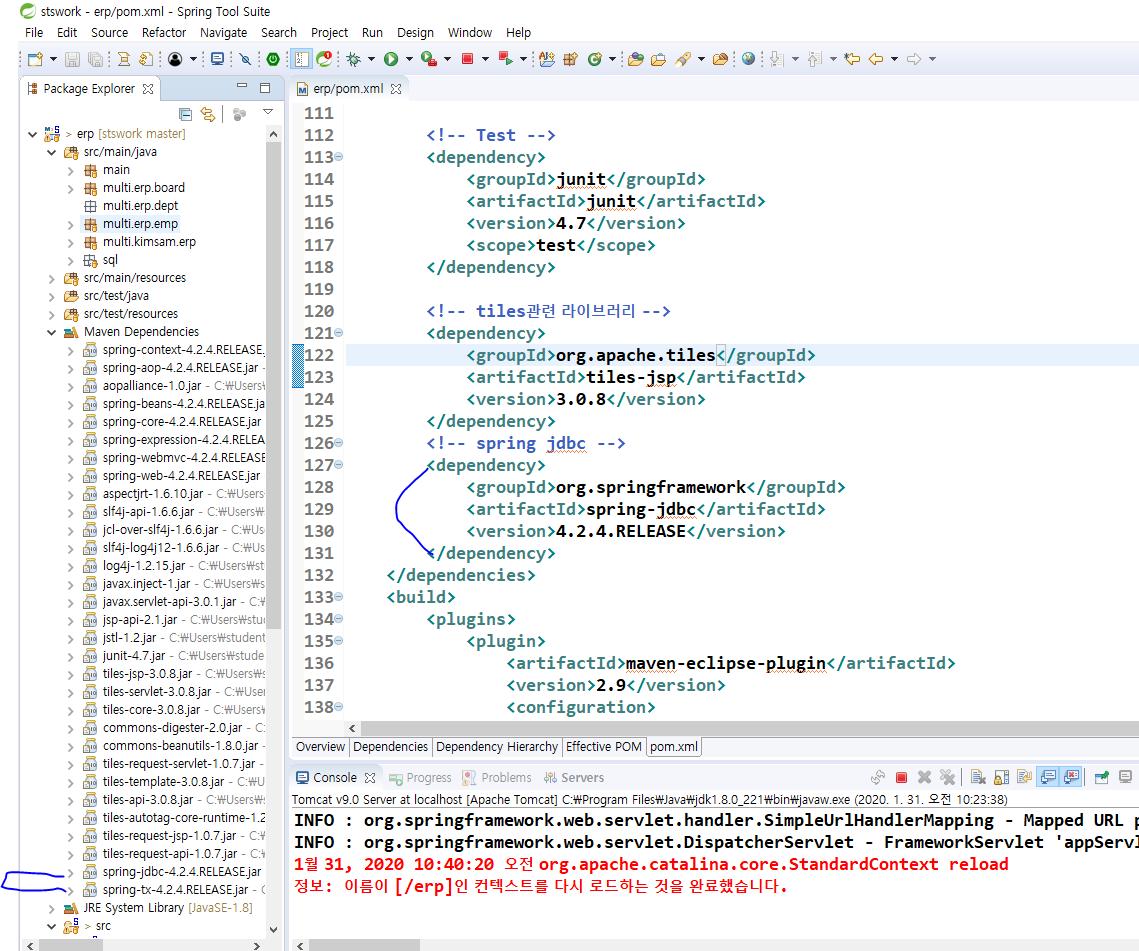 stswork - erp/pom.xml - Spring Tool Suite
File Edit Source Refactor Navigate Search Project Run Design Window Help
Package Explorer
erp [stswork master]
src/main/java
main
multi.erp.board
multi.erp.dept
multi.erp.emp
multi.kimsam.erp
sql
src/main/resources
src/test/java
src/test/resources
Maven Dependencies
spring-context-4.2.4.RELEASE.
spring-aop-4.2.4.RELEASE.jar -
aopalliance-1.0.jar - C:₩Users₩
spring-beans-4.2.4.RELEASE.ja
spring-core-4.2.4.RELEASE.jar
spring-expression-4.2.4.RELEA
spring-webmvc-4.2.4.RELEASE
spring-web-4.2.4.RELEASE.jar
aspectjrt-1.6.10.jar - C:₩Users
slf4j-api-1.6.6.jar - C:₩Users₩
jcl-over-slf4j-1.6.6.jar - C:₩Us
slf4j-log4j12-1.6.6.jar - C:₩Us
log4j-1.2.15.jar - C:₩Users₩st
javax.inject-1.jar - C:₩Users₩s
javax.servlet-api-3.0.1.jar - C:₩
jsp-api-2.1.jar - C:₩Users₩stu
jstl-1.2.jar - C:₩Users₩student
junit-4.7.jar - C:₩Users₩stude
tiles-jsp-3.0.8.jar - C:₩Users₩s
tiles-servlet-3.0.8.jar - C:₩User
tiles-core-3.0.8.jar - C:₩Users₩
commons-digester-2.0.jar - C:
commons-beanutils-1.8.0.jar -
tiles-request-servlet-1.0.7.jar -
tiles-template-3.0.8.jar - C:₩U
tiles-api-3.0.8.jar - C:₩Users₩
tiles-autotag-core-runtime-1.2
tiles-request-jsp-1.0.7.jar - C:₩
tiles-request-api-1.0.7.jar - C:₩
spring-jdbc-4.2.4.RELEASE.jar
spring-tx-4.2.4.RELEASE.jar - C
JRE System Library [JavaSE-1.8]
> src
erp/pom.xml
111
112 <!-- Test -->
113 <dependency>
114 <groupId>junit</groupId>
115 <artifactId>junit</artifactId>
116 <version>4.7</version>
117 <scope>test</scope>
118 </dependency>
119
120 <!-- tiles관련 라이브러리 -->
121 <dependency>
122 <groupId>org.apache.tiles</groupId>
123 <artifactId>tiles-jsp</artifactId>
124 <version>3.0.8</version>
125 </dependency>
126 <!-- spring jdbc -->
127 <dependency>
128 <groupId>org.springframework</groupId>
129 <artifactId>spring-jdbc</artifactId>
130 <version>4.2.4.RELEASE</version>
131 </dependency>
132 </dependencies>
133 <build>
134 <plugins>
135 <plugin>
136 <artifactId>maven-eclipse-plugin</artifactId>
137 <version>2.9</version>
138 <configuration>
Overview Dependencies Dependency Hierarchy Effective POM pom.xml
Console Progress Problems Servers
Tomcat v9.0 Server at localhost [Apache Tomcat] C:₩Program Files₩Java₩jdk1.8.0_221₩bin₩javaw.exe (2020. 1. 31. 오전 10:23:38)
INFO : org.springframework.web.servlet.handler.SimpleUrlHandlerMapping - Mapped URL p
INFO : org.springframework.web.servlet.DispatcherServlet - FrameworkServlet 'appServl
1월 31, 2020 10:40:20 오전 org.apache.catalina.core.StandardContext reload
정보: 이름이 [/erp]인 컨텍스트를 다시 로드하는 것을 완료했습니다.